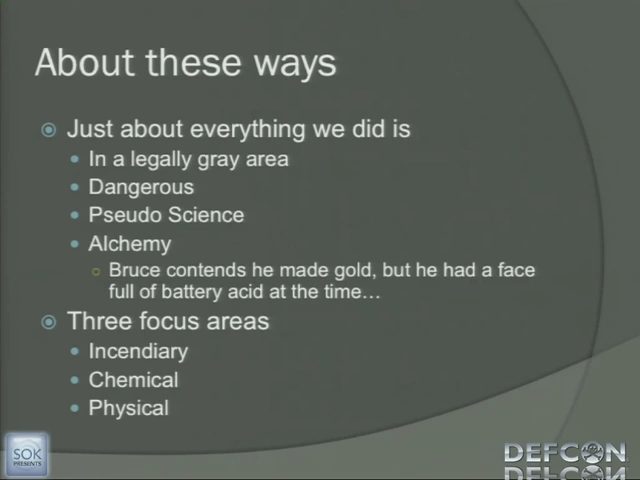 About these ways
Just about everything we did is
In a legally gray area
Dangerous
Pseudo Science
Alchemy
Bruce contends he made gold, but he had a face
full of battery acid at the time…
Three focus areas
Incendiary
Chemical
Physical
SOK
PRESENTS
DEFCON